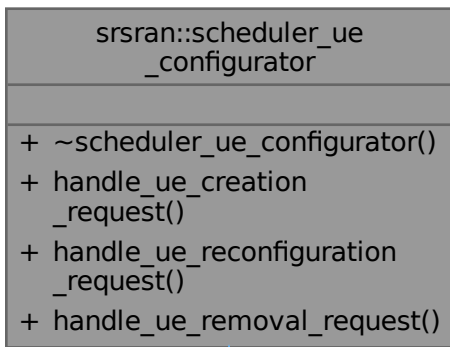 srsran::scheduler_ue
_configurator
+ ~scheduler_ue_configurator()
+ handle_ue_creation
_request()
+ handle_ue_reconfiguration
_request()
+ handle_ue_removal_request()